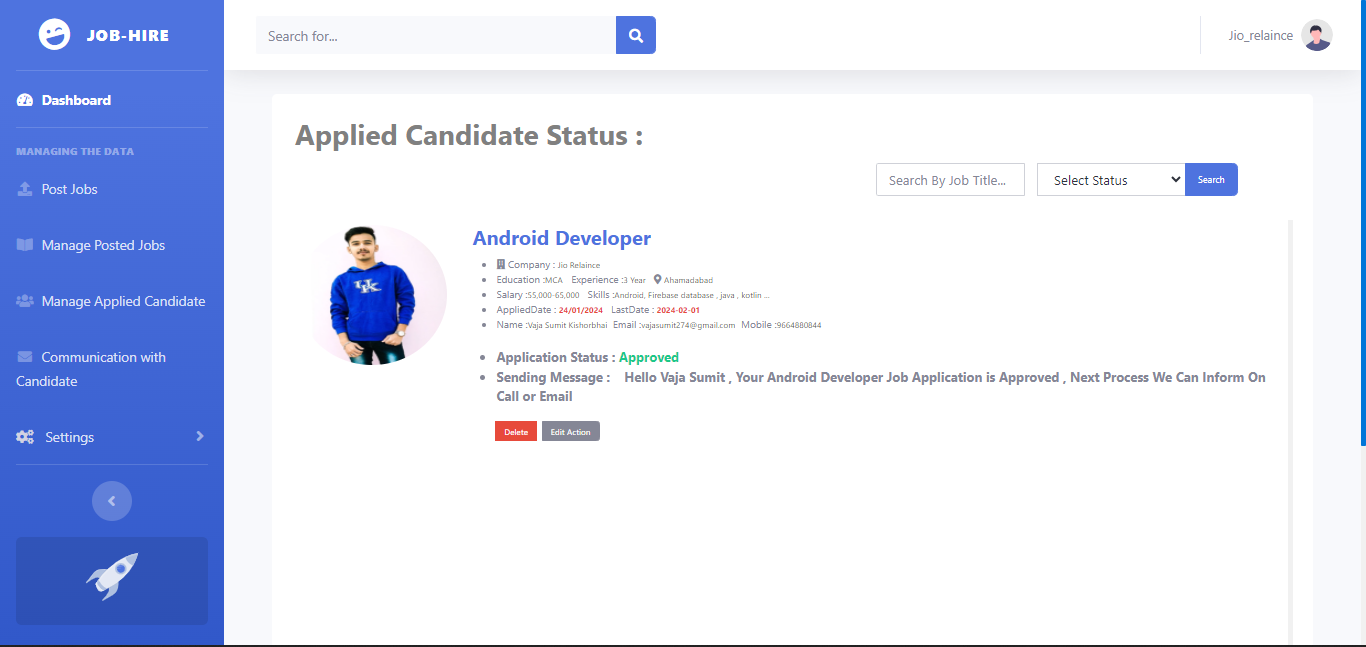 JOB-HIRE
Search for...
Jio_relaince
Dashboard
MANAGING THE DATA
Post Jobs
Manage Posted Jobs
Manage Applied Candidate
Communication with
Candidate
Settings
Applied Candidate Status :
Search By Job Title...
Select Status
Search
Android Developer
Company : Jio Relaince
Education :MCA Experience :3 Year Ahamadabad
Salary :55,000-65,000 Skills :Android, Firebase database , java , kotlin ...
AppliedDate : 24/01/2024 LastDate : 2024-02-01
Name :Vaja Sumit Kishorbhai Email :vajasumit274@gmail.com Mobile :9664880844
Application Status : Approved
Sending Message : Hello Vaja Sumit , Your Android Developer Job Application is Approved , Next Process We Can Inform On
Call or Email
Delete
Edit Action